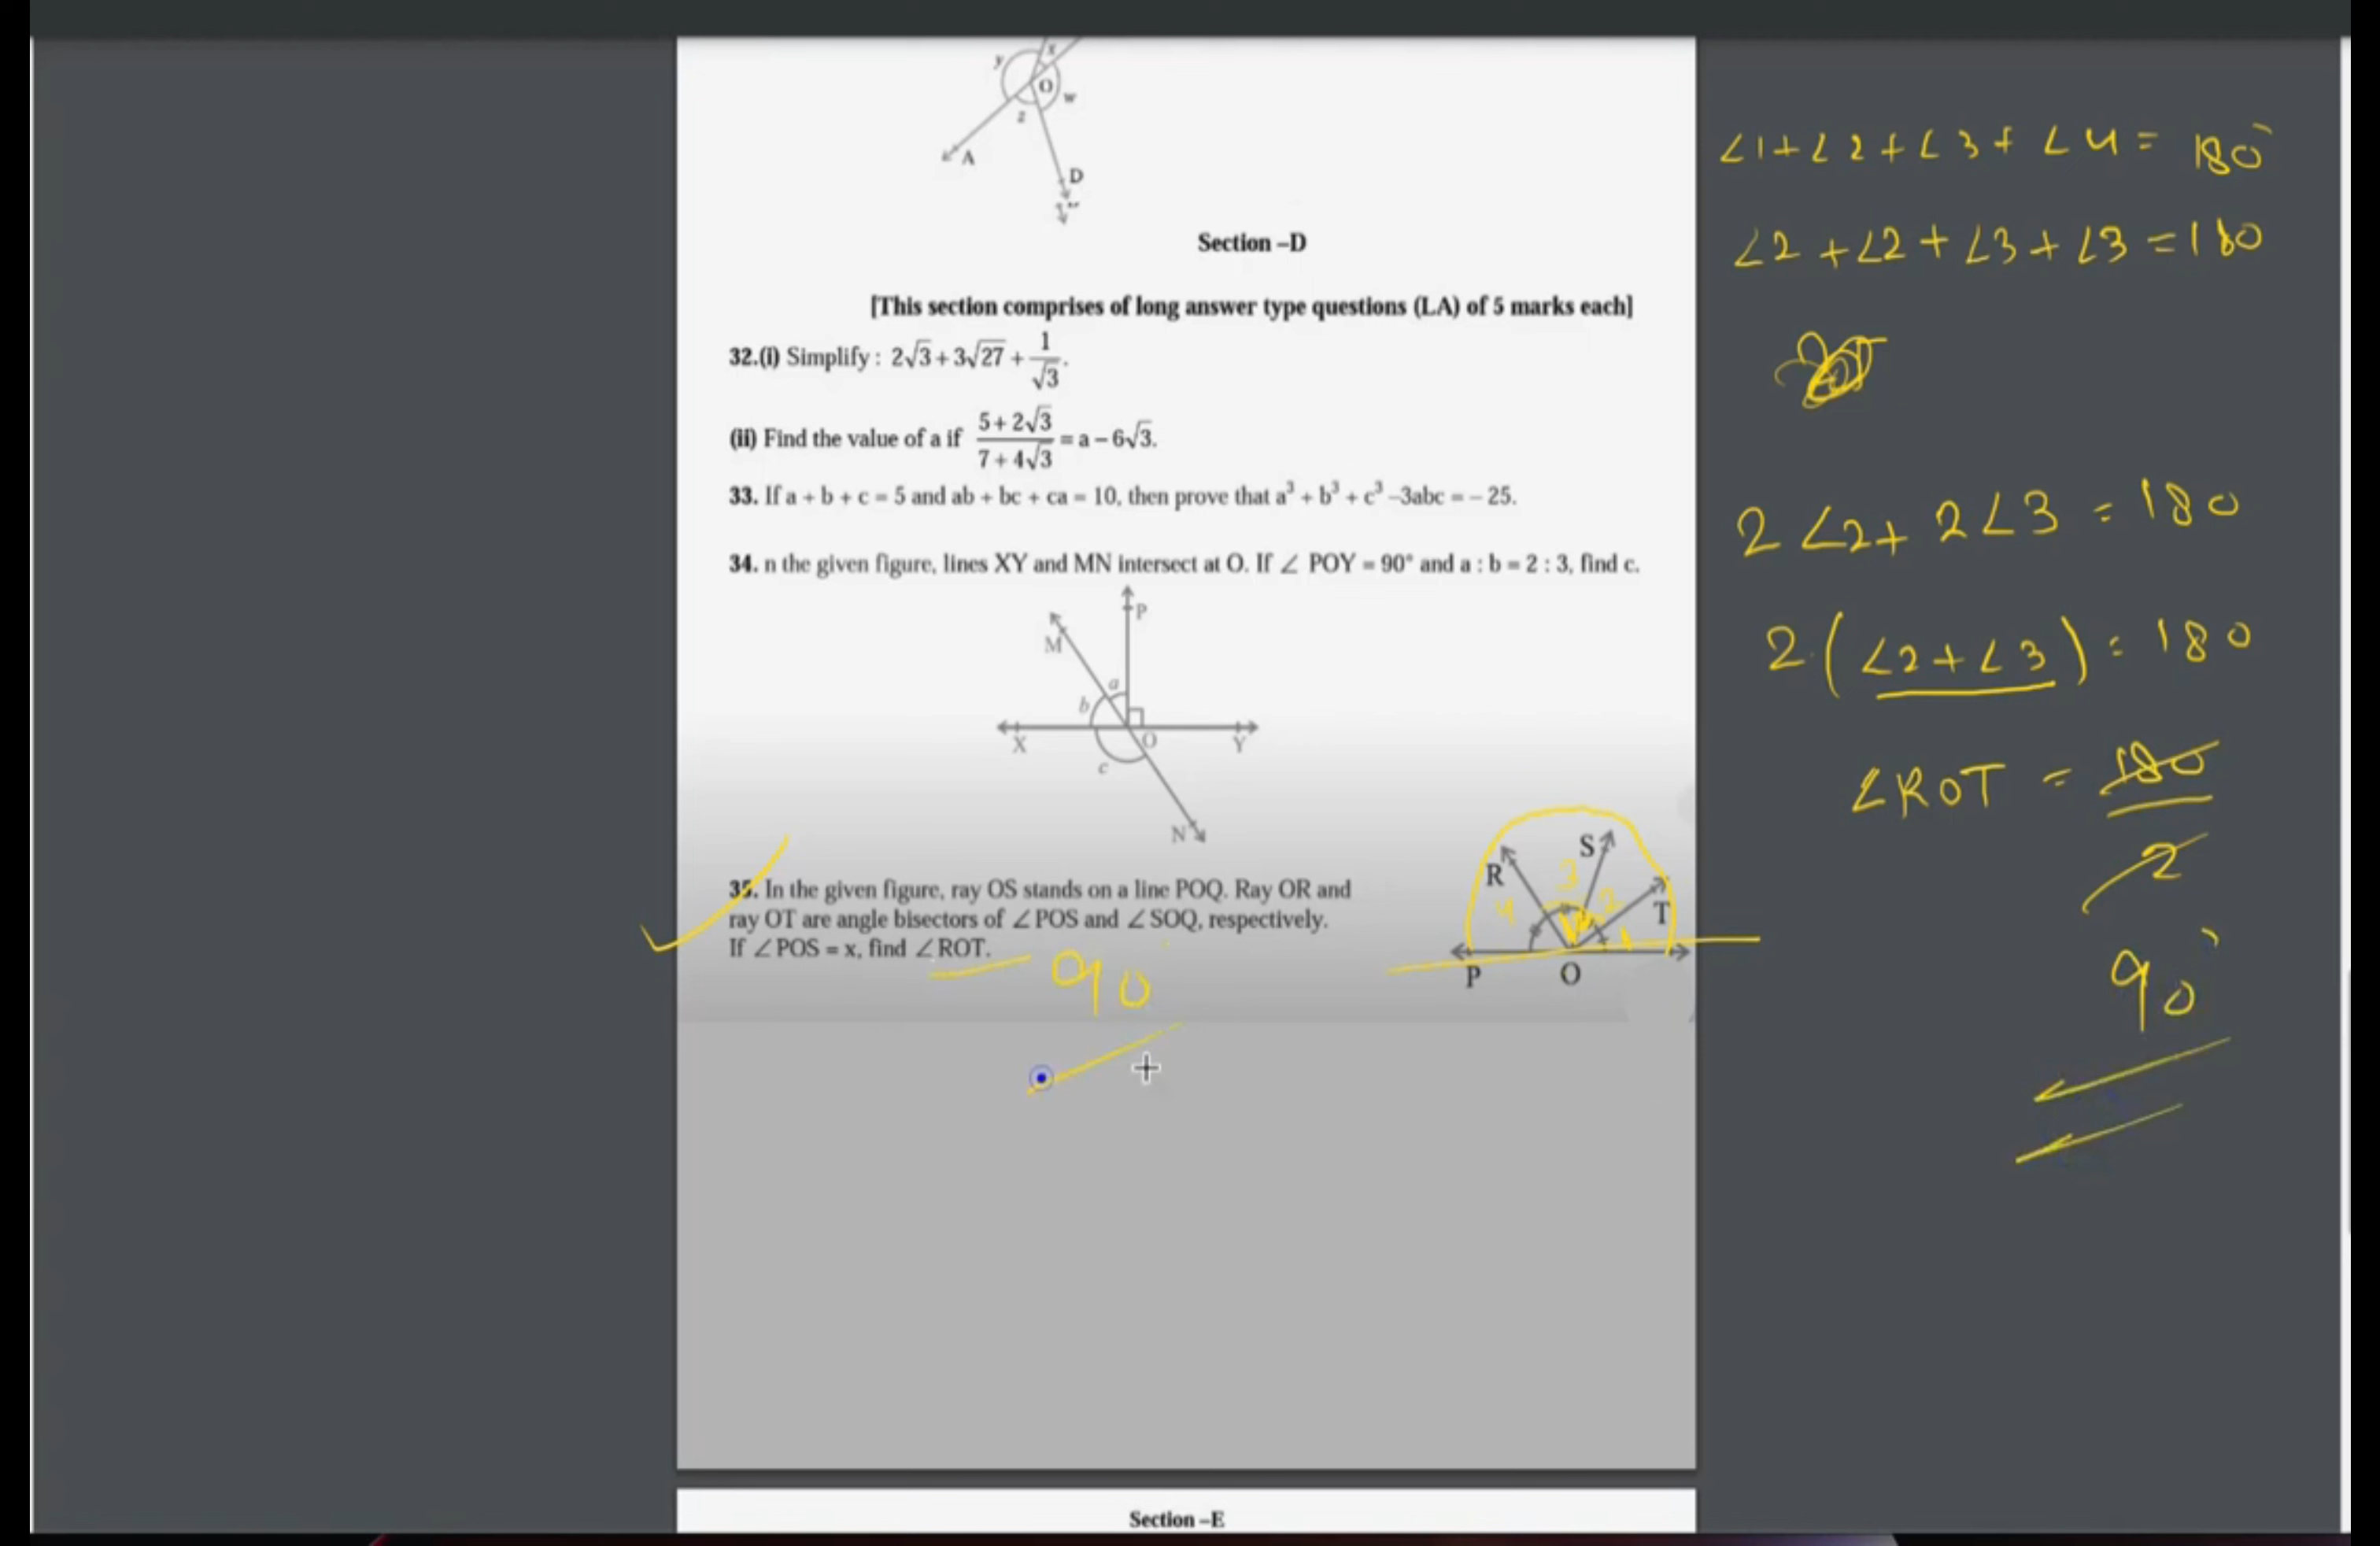 y x
O w
z
A
D
Section –D
[This section comprises of long answer type questions (LA) of 5 marks each]
32.(i) Simplify : 2√3 + 3√27 + 1/√3.
(ii) Find the value of a if (5 + 2√3)/(7 + 4√3) = a – 6√3.
33. If a + b + c = 5 and ab + bc + ca = 10, then prove that a³ + b³ + c³ –3abc = – 25.
34. n the given figure, lines XY and MN intersect at O. If ∠ POY = 90° and a : b = 2 : 3, find c.
P
M
a
b
X O Y
c
N
35. In the given figure, ray OS stands on a line POQ. Ray OR and
ray OT are angle bisectors of ∠ POS and ∠ SOQ, respectively.
If ∠ POS = x, find ∠ ROT.
90
S
R 3
4 2 T
1
P O
Section –E
∠1+∠2+∠3+∠4= 180°
∠2+∠2+∠3+∠3=180
2∠2+2∠3=180
2(∠2+∠3)=180
∠ROT = 180
2
90°